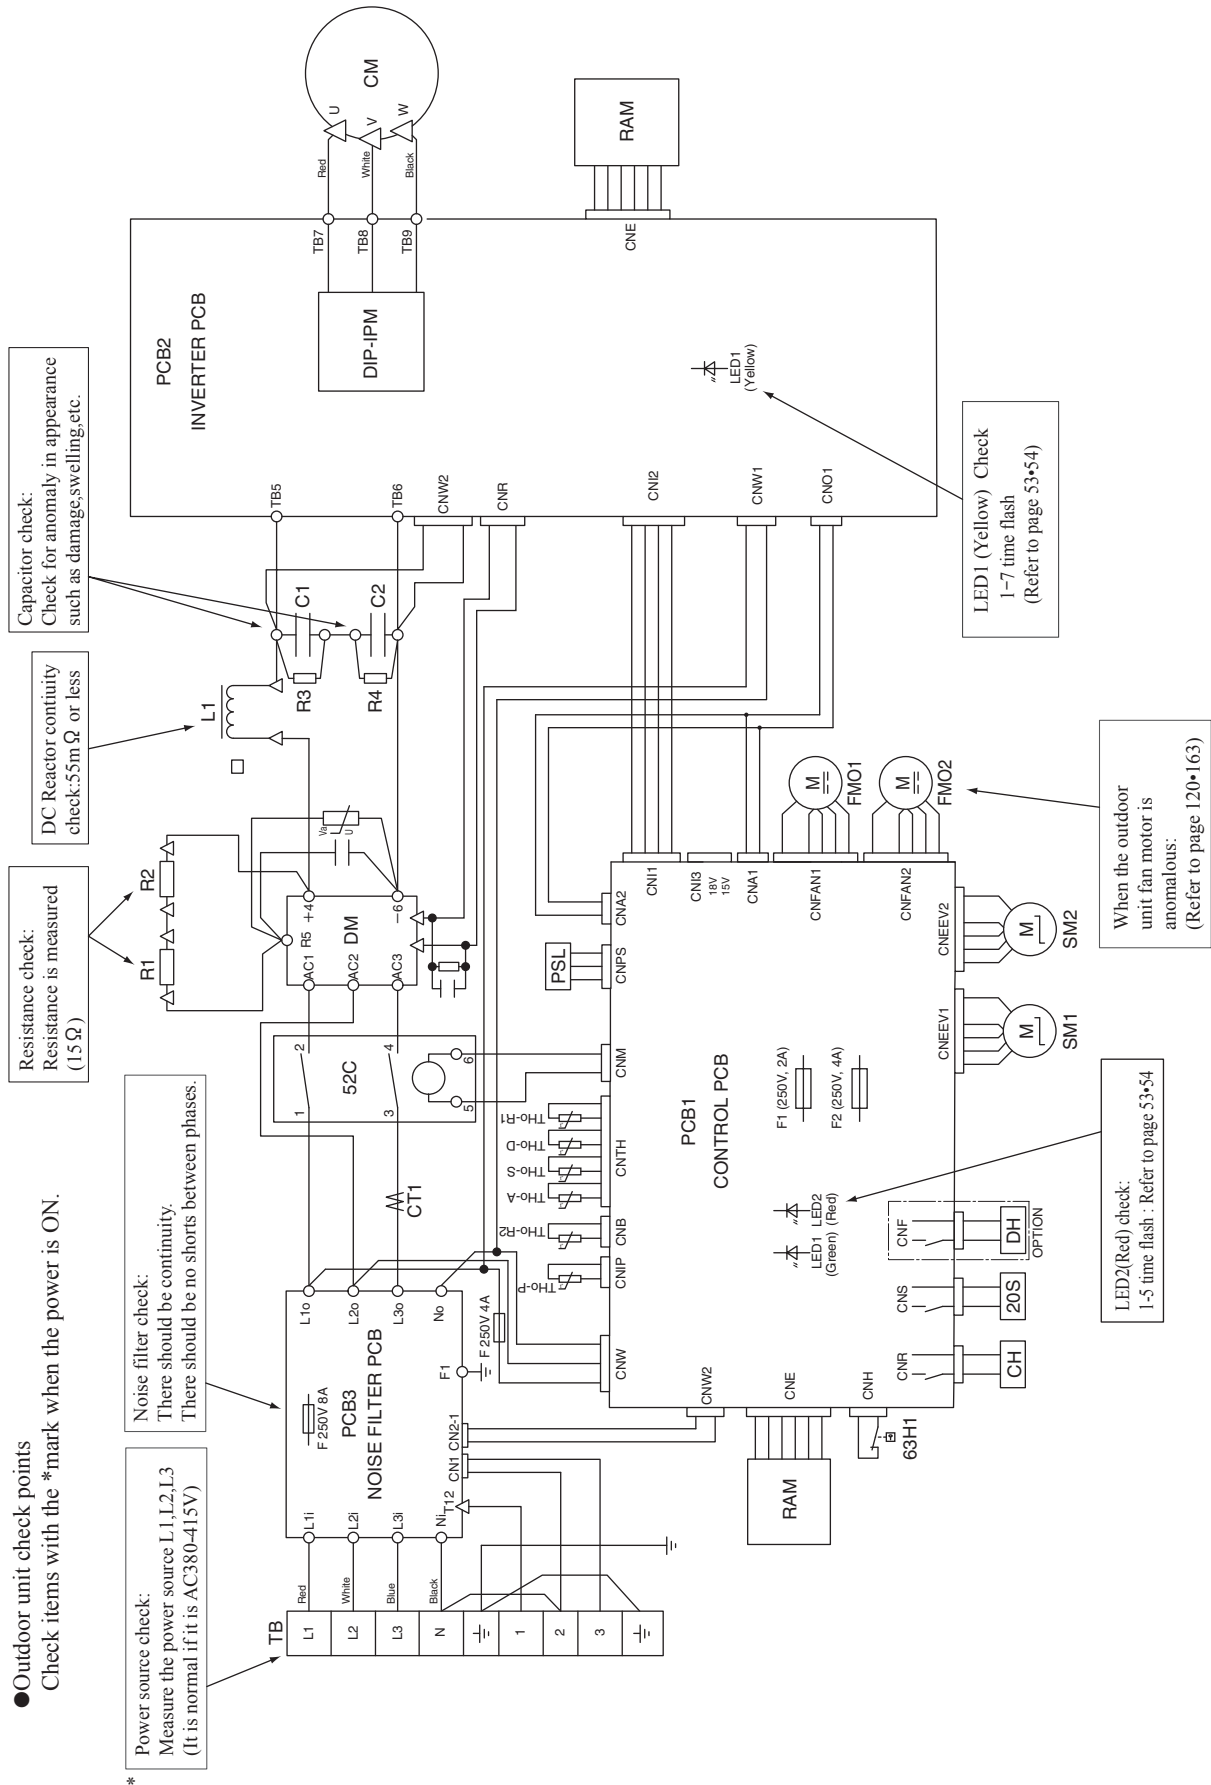 ●Outdoor unit check points
Check items with the *mark when the power is ON.
*
Power source check:
Measure the power source L1,L2,L3
(It is normal if it is AC380-415V)
Noise filter check:
There should be continuity.
There should be no shorts between phases.
Resistance check:
Resistance is measured
(15Ω)
DC Reactor contiuity
check:55mΩ or less
Capacitor check:
Check for anomaly in appearance
such as damage,swelling,etc.
TB
L1
L2
L3
N
1
2
3
Red
White
Blue
Black
L1i
L2i
L3i
Ni
T12
F 250V 8A
PCB3
NOISE FILTER PCB
CN1
CN2-1
L1o
L2o
L3o
No
F1
F 250V 4A
CT1
52C
1
2
3
4
5
6
R1
R2
AC1
AC2
AC3
R5
+4
−6
DM
Va
U
L1
R3
R4
C1
C2
TB5
TB6
CNW2
CNR
CNI2
CNW1
CNO1
PCB2
INVERTER PCB
DIP-IPM
TB7
TB8
TB9
Red
White
Black
U
V
W
CM
CNE
RAM
LED1
(Yellow)
LED1 (Yellow) Check
1-7 time flash
(Refer to page 53•54)
CNW
CNIP
CNB
CNTH
CNM
CNPS
CNA2
THo-P
THo-R2
THo-A
THo-S
THo-D
THo-R1
PSL
CNI1
CNI3
18V
15V
CNA1
CNFAN1
CNFAN2
M
FMO1
M
FMO2
PCB1
CONTROL PCB
F1 (250V, 2A)
F2 (250V, 4A)
LED1
(Green)
LED2
(Red)
CNW2
CNE
CNH
RAM
63H1
CNR
CH
CNS
20S
CNF
DH
OPTION
CNEEV1
M
SM1
CNEEV2
M
SM2
LED2(Red) check:
1-5 time flash : Refer to page 53•54
When the outdoor
unit fan motor is
anomalous:
(Refer to page 120•163)